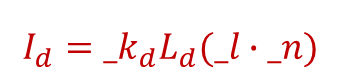 I_d = _k_d L_d (_l · _n)